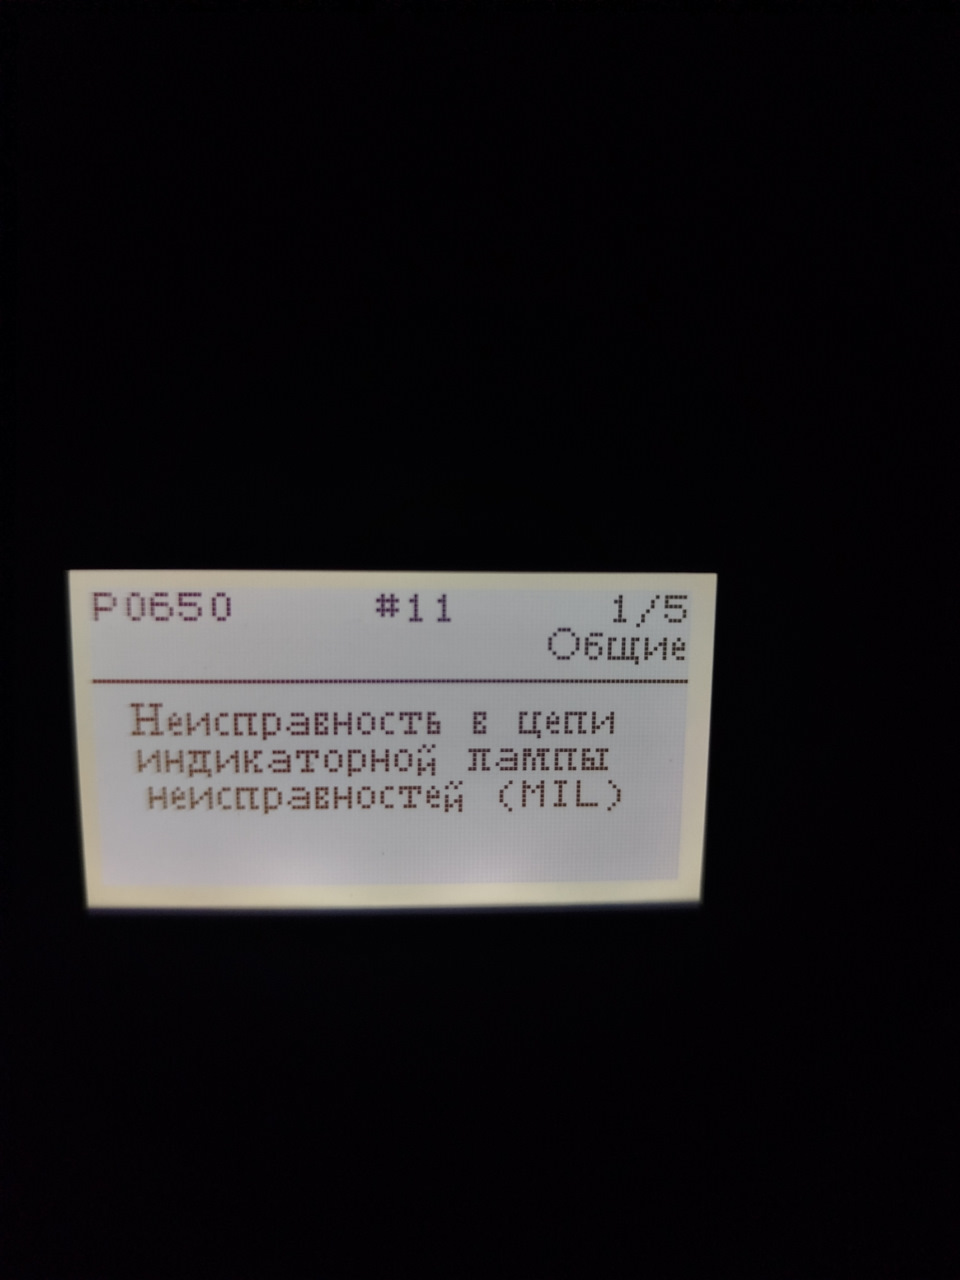 P0650 #11 1/5
Общие
Неисправность в цепи
индикаторной лампы
неисправностей (MIL)